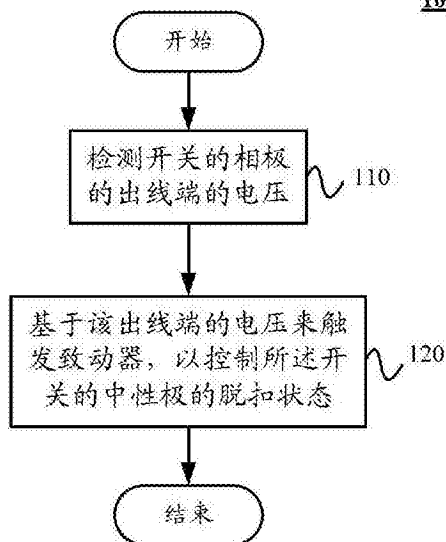 开始
检测开关的相极
的出线端的电压
110
基于该出线端的电压来触
发致动器，以控制所述开
关的中性极的脱扣状态
120
结束